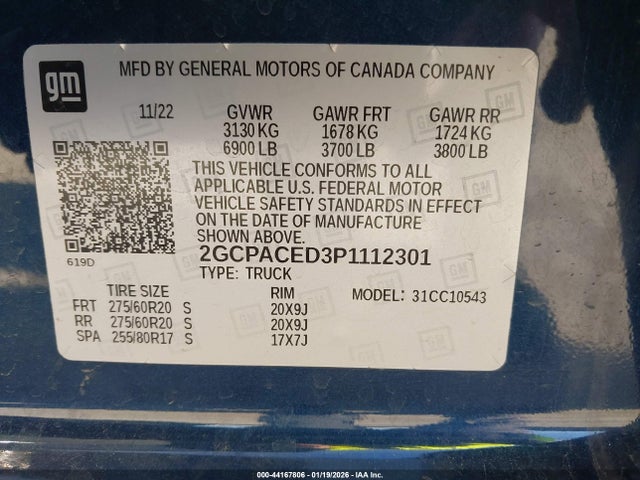 gm
MFD BY GENERAL MOTORS OF CANADA COMPANY
11/22 GVWR GAWR FRT GAWR RR
3130 KG 1678 KG 1724 KG
6900 LB 3700 LB 3800 LB
THIS VEHICLE CONFORMS TO ALL
APPLICABLE U.S. FEDERAL MOTOR
VEHICLE SAFETY STANDARDS IN EFFECT
ON THE DATE OF MANUFACTURE
SHOWN ABOVE.
2GCPACED3P1112301
619D
TYPE: TRUCK
TIRE SIZE RIM MODEL: 31CC10543
FRT 275/60R20 S 20X9J
RR 275/60R20 S 20X9J
SPA 255/80R17 S 17X7J
000-44167806 - 01/19/2026 - IAA Inc.